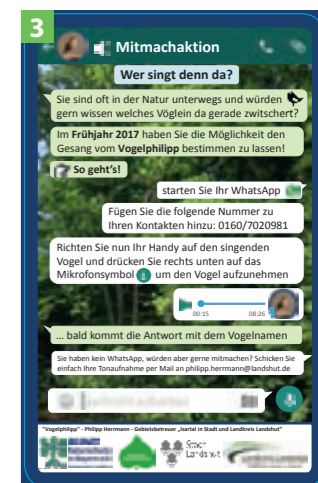 3
Mitmachaktion
Wer singt denn da?
Sie sind oft in der Natur unterwegs und würden
gern wissen welches Vöglein da gerade zwitschert?
Im Frühjahr 2017 haben Sie die Möglichkeit den
Gesang vom Vogelphilipp bestimmen zu lassen!
So geht's!
starten Sie Ihr WhatsApp
Fügen Sie die folgende Nummer zu
Ihren Kontakten hinzu: 0160/7020981
Richten Sie nun Ihr Handy auf den singenden
Vogel und drücken Sie rechts unten auf das
Mikrofonsymbol um den Vogel aufzunehmen
00:15 08:26
... bald kommt die Antwort mit dem Vogelnamen
Sie haben kein WhatsApp, würden aber gerne mitmachen? Schicken Sie
einfach Ihre Tonaufnahme per Mail an philipp.herrmann@landshut.de
"Vogelphilipp" - Philipp Herrmann - Gebietsbetreuer „Isartal in Stadt und Landkreis Landshut"
Stadt
Landshut